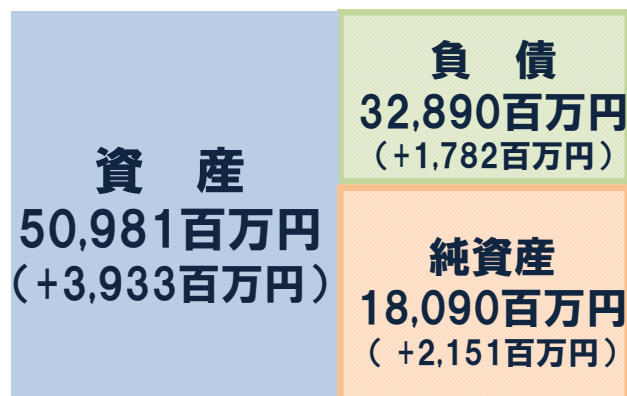 資　産
50,981百万円
(+3,933百万円)
負　債
32,890百万円
(+1,782百万円)
純資産
18,090百万円
( +2,151百万円)